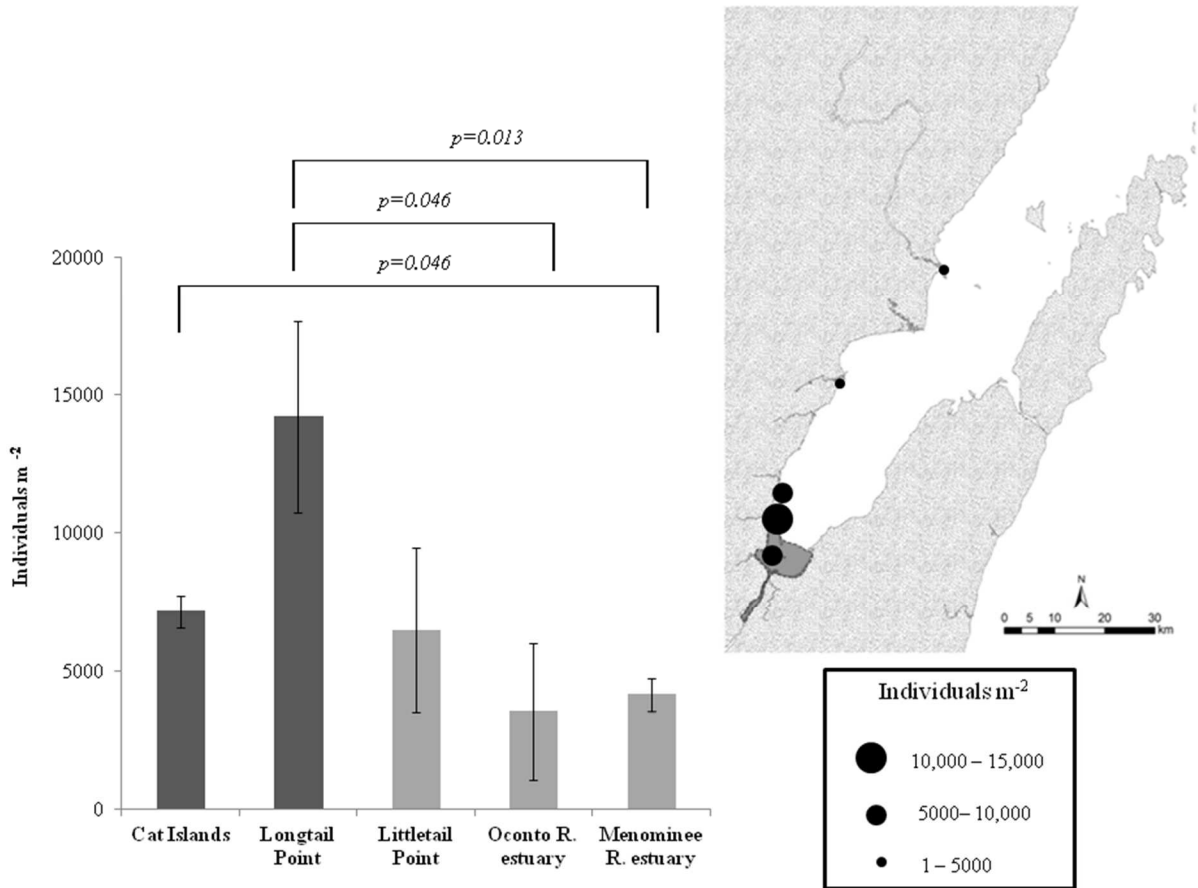 p=0.013
p=0.046
p=0.046
20000
15000
10000
5000
0
Individuals m -2
Cat Islands
Longtail
Point
Littletail
Point
Oconto R.
estuary
Menominee
R. estuary
N
0 5 10 20 30
km
Individuals m-2
10,000 – 15,000
5000– 10,000
1 – 5000